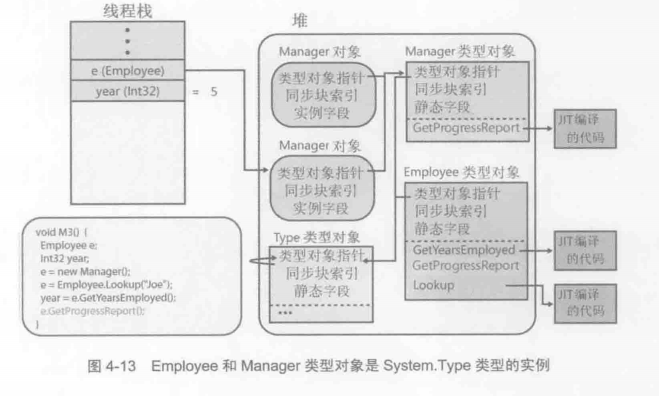 线程栈
e (Employee)
year (Int32)
= 5
void M3() {
Employee e;
Int32 year;
e = new Manager();
e = Employee.Lookup("Joe");
year = e.GetYearsEmployed();
e.GetProgressReport();
}
堆
Manager 对象
类型对象指针
同步块索引
实例字段
Manager 对象
类型对象指针
同步块索引
实例字段
Type 类型对象
类型对象指针
同步块索引
静态字段
•••
Manager 类型对象
类型对象指针
同步块索引
静态字段
GetProgressReport
JIT编译
的代码
Employee 类型对象
类型对象指针
同步块索引
静态字段
GetYearsEmployed
GetProgressReport
Lookup
JIT编译
的代码
JIT编译
的代码
图 4-13 Employee 和 Manager 类型对象是 System.Type 类型的实例